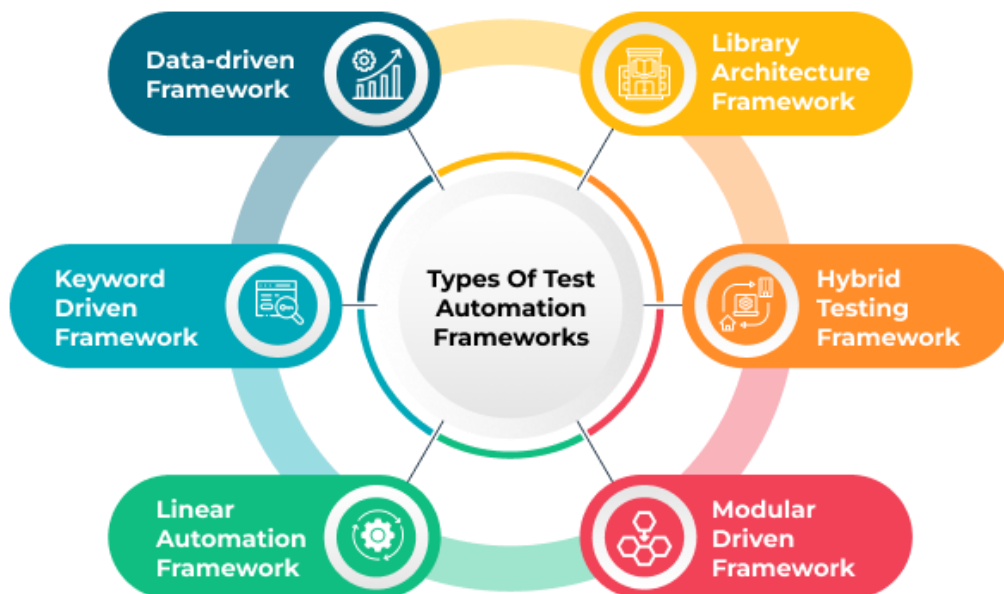 Data-driven
Framework
Library
Architecture
Framework
Keyword
Driven
Framework
Types Of Test
Automation
Frameworks
Hybrid
Testing
Framework
Linear
Automation
Framework
Modular
Driven
Framework